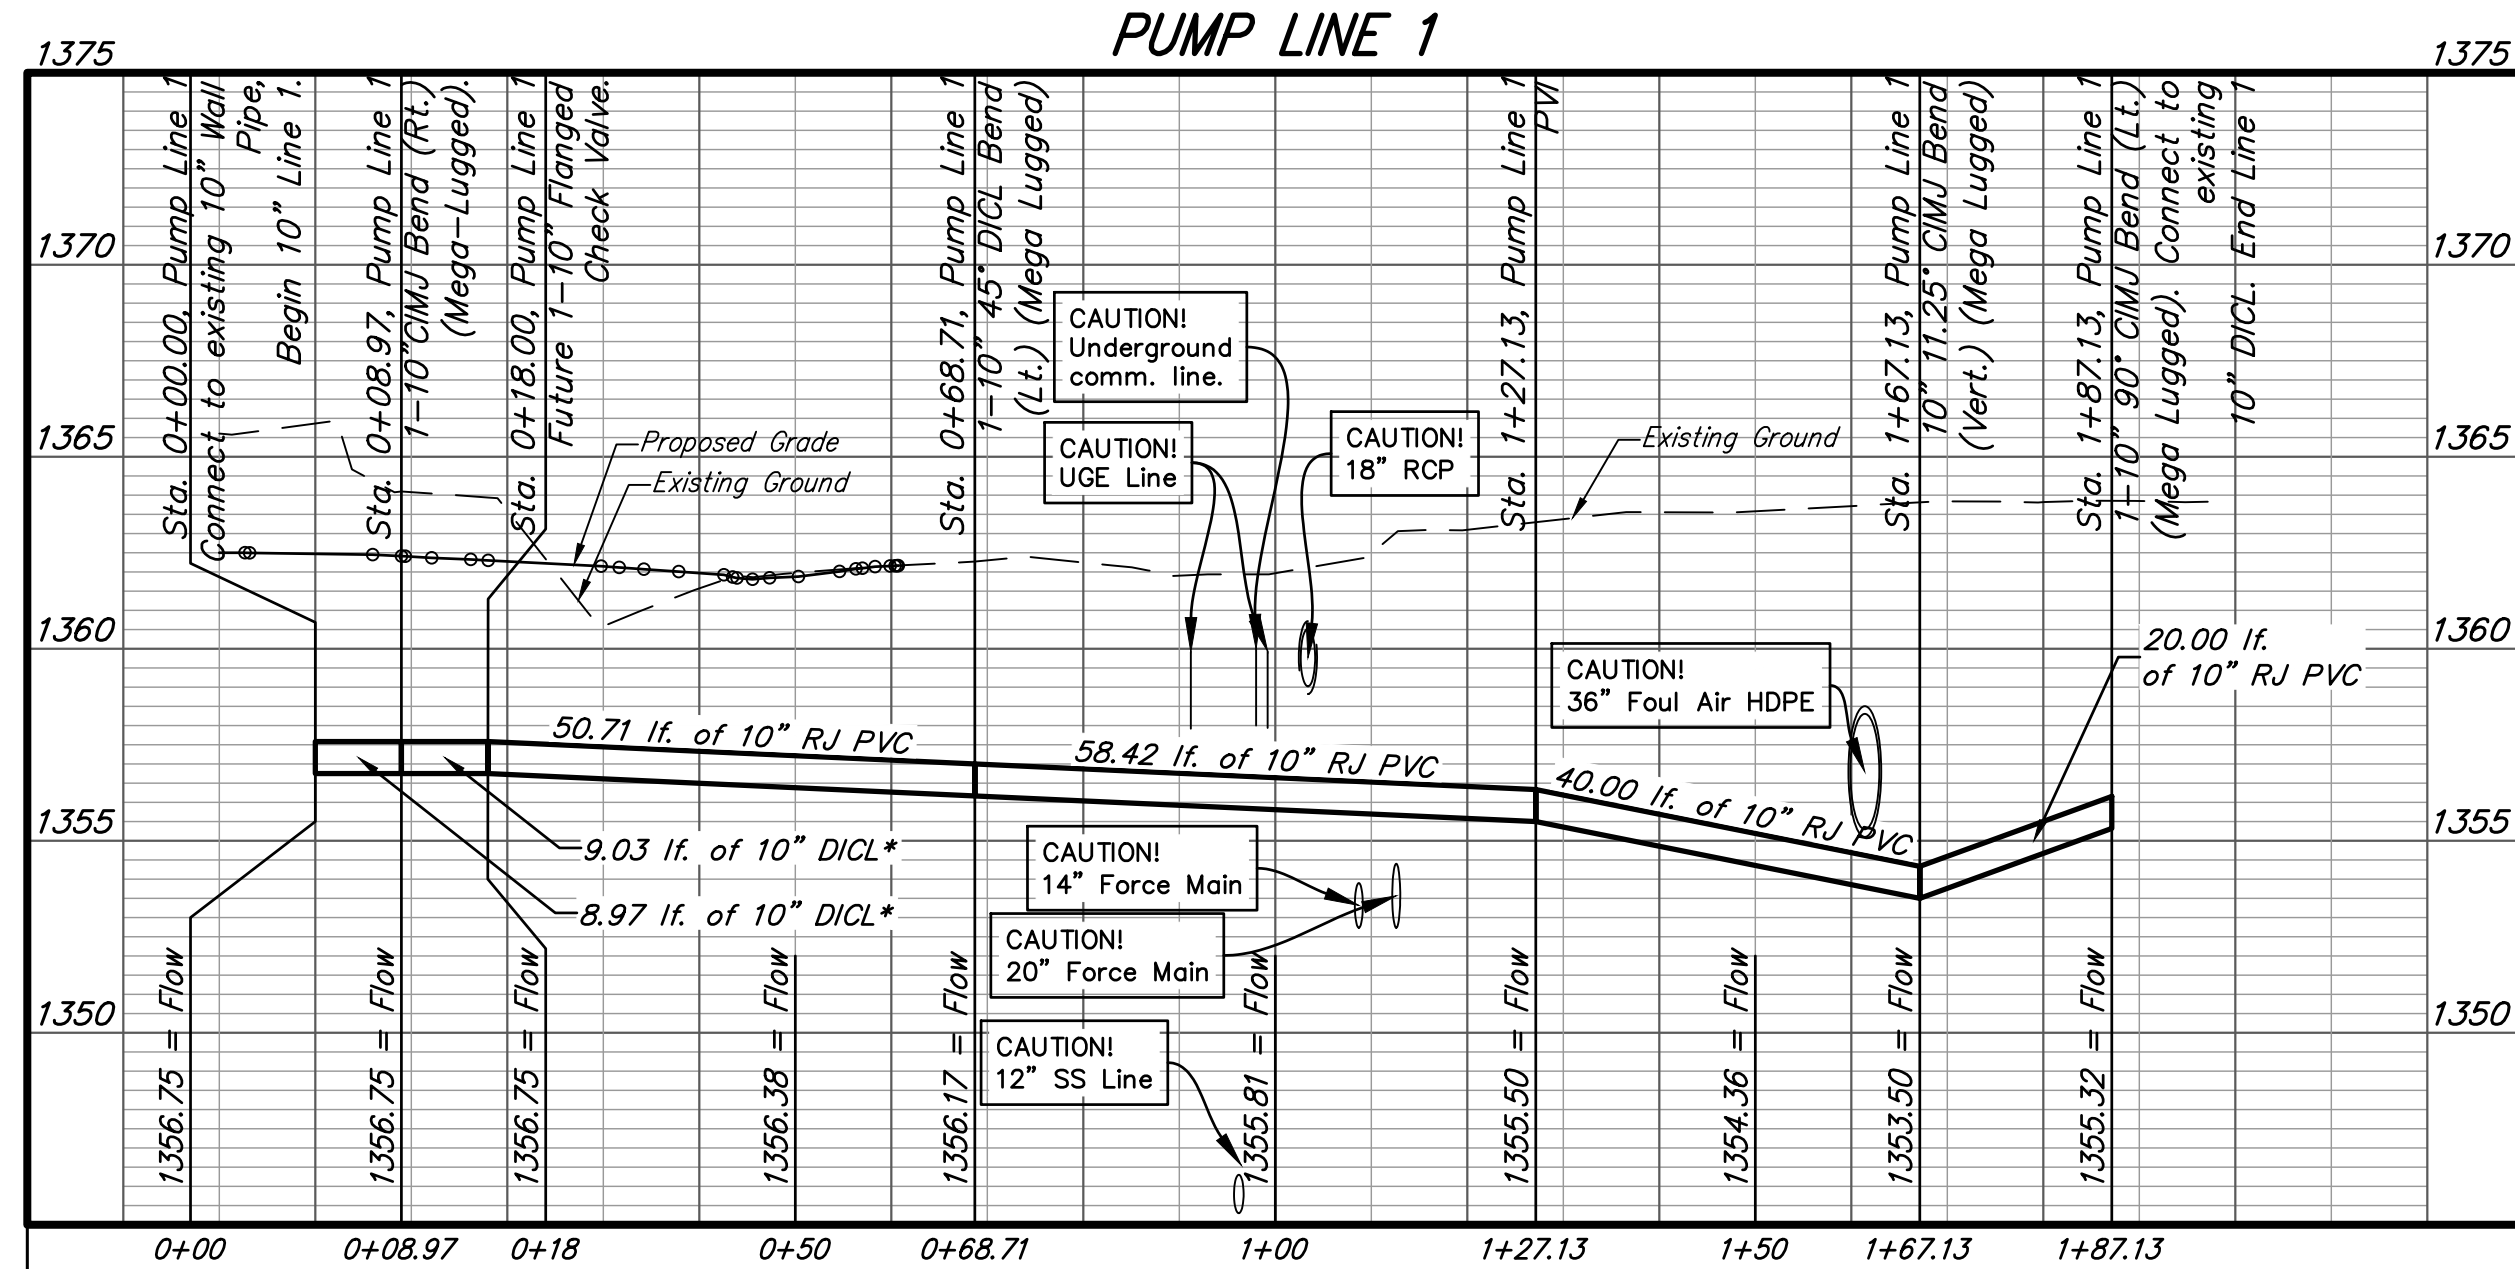 PUMP LINE 1
1375
1375
1370
1370
1365
1365
1360
1360
1355
1355
1350
1350
Sta. 0+00.00, Pump Line 1
Connect to existing 10" Wall
Pipe,
Begin 10" Line 1.
Sta. 0+08.97, Pump Line 1
1-10"CIMJ Bend (Rt.)
(Mega-Lugged).
Sta. 0+18.00, Pump Line 1
Future 1-10" Flanged
Check Valve.
Sta. 0+68.71, Pump Line 1
1-10" 45° DICL Bend
(Lt.) (Mega Lugged)
Sta. 1+27.13, Pump Line 1
PVI
Sta. 1+67.13, Pump Line 1
10" 11.25° CIMJ Bend
(Vert.) (Mega Lugged)
Sta. 1+87.13, Pump Line 1
1-10" 90° CIMJ Bend (Lt.)
(Mega Lugged). Connect to
existing
10" DICL. End Line 1
CAUTION!
Underground
comm. line.
CAUTION!
UGE Line
CAUTION!
18" RCP
Proposed Grade
Existing Ground
Existing Ground
CAUTION!
36" Foul Air HDPE
20.00 lf.
of 10" RJ PVC
50.71 lf. of 10" RJ PVC
58.42 lf. of 10" RJ PVC
40.00 lf. of 10" RJ PVC
9.03 lf. of 10" DICL*
8.97 lf. of 10" DICL*
CAUTION!
14" Force Main
CAUTION!
20" Force Main
CAUTION!
12" SS Line
1356.75 = Flow
1356.75 = Flow
1356.75 = Flow
1356.38 = Flow
1356.17 = Flow
1355.81 = Flow
1355.50 = Flow
1354.36 = Flow
1353.50 = Flow
1355.32 = Flow
0+00
0+08.97
0+18
0+50
0+68.71
1+00
1+27.13
1+50
1+67.13
1+87.13